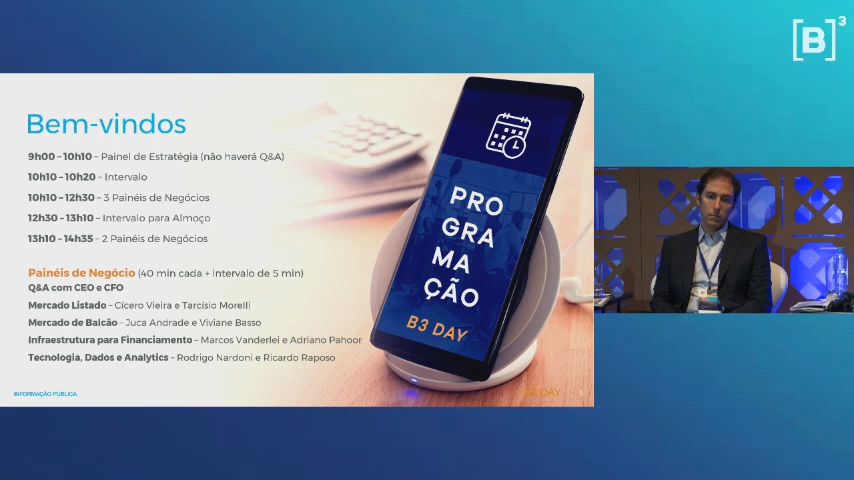 [B]³
Bem-vindos
9h00 – 10h10 – Painel de Estratégia (não haverá Q&A)
10h10 – 10h20 – Intervalo
10h10 – 12h30 – 3 Painéis de Negócios
12h30 – 13h10 – Intervalo para Almoço
13h10 – 14h35 – 2 Painéis de Negócios
Painéis de Negócio (40 min cada + intervalo de 5 min)
Q&A com CEO e CFO
Mercado Listado – Cícero Vieira e Tarcísio Morelli
Mercado de Balcão – Juca Andrade e Viviane Basso
Infraestrutura para Financiamento – Marcos Vanderlei e Adriano Pahoor
Tecnologia, Dados e Analytics – Rodrigo Nardoni e Ricardo Raposo
INFORMAÇÃO PÚBLICA
PRO
GRA
MA
ÇÃO
B3 DAY
DAY